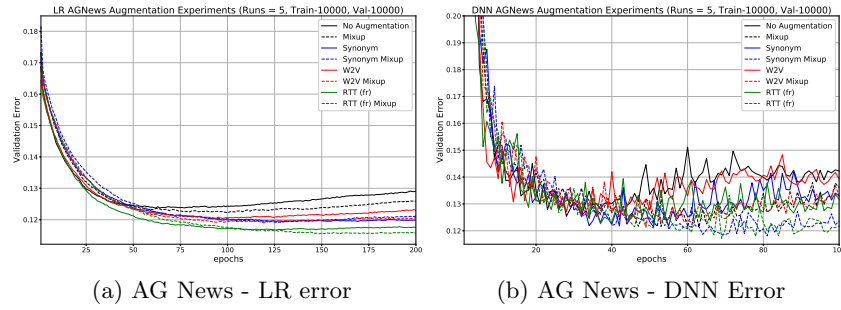 LR AGNews Augmentation Experiments (Runs = 5, Train-10000, Val-10000)
0.18
0.17
0.16
0.15
0.14
0.13
0.12
Validation Error
25
50
75
100
125
150
175
200
epochs
No Augmentation
Mixup
Synonym
Synonym Mixup
W2V
W2V Mixup
RTT (fr)
RTT (fr) Mixup
(a) AG News - LR error
DNN AGNews Augmentation Experiments (Runs = 5, Train-10000, Val-10000)
0.20
0.19
0.18
0.17
0.16
0.15
0.14
0.13
0.12
Validation Error
20
40
60
80
100
epochs
No Augmentation
Mixup
Synonym
Synonym Mixup
W2V
W2V Mixup
RTT (fr)
RTT (fr) Mixup
(b) AG News - DNN Error